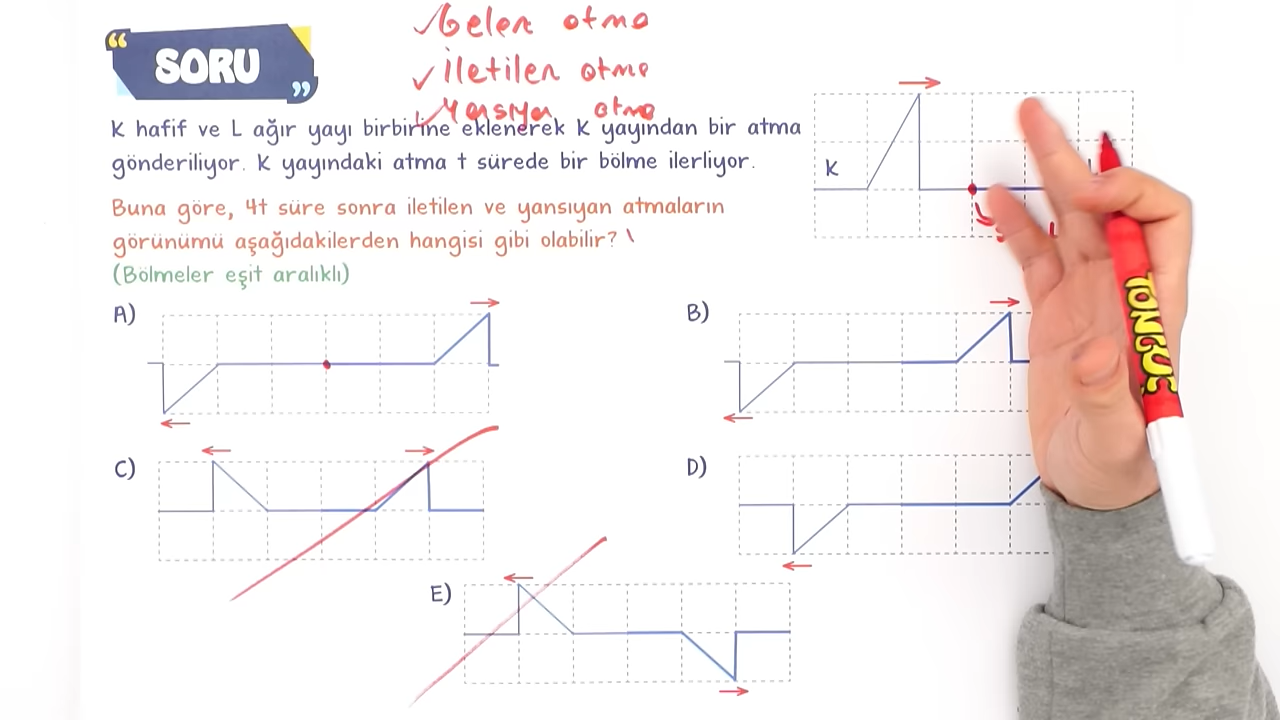 Gelen atma
İletilen atma
Yansıyan atma
“ SORU ”
K hafif ve L ağır yayı birbirine eklenerek K yayından bir atma
gönderiliyor. K yayındaki atma t sürede bir bölme ilerliyor.
Buna göre, 4t süre sonra iletilen ve yansıyan atmaların
görünümü aşağıdakilerden hangisi gibi olabilir?
(Bölmeler eşit aralıklı)
K
A)
B)
C)
D)
E)
TONGUÇ